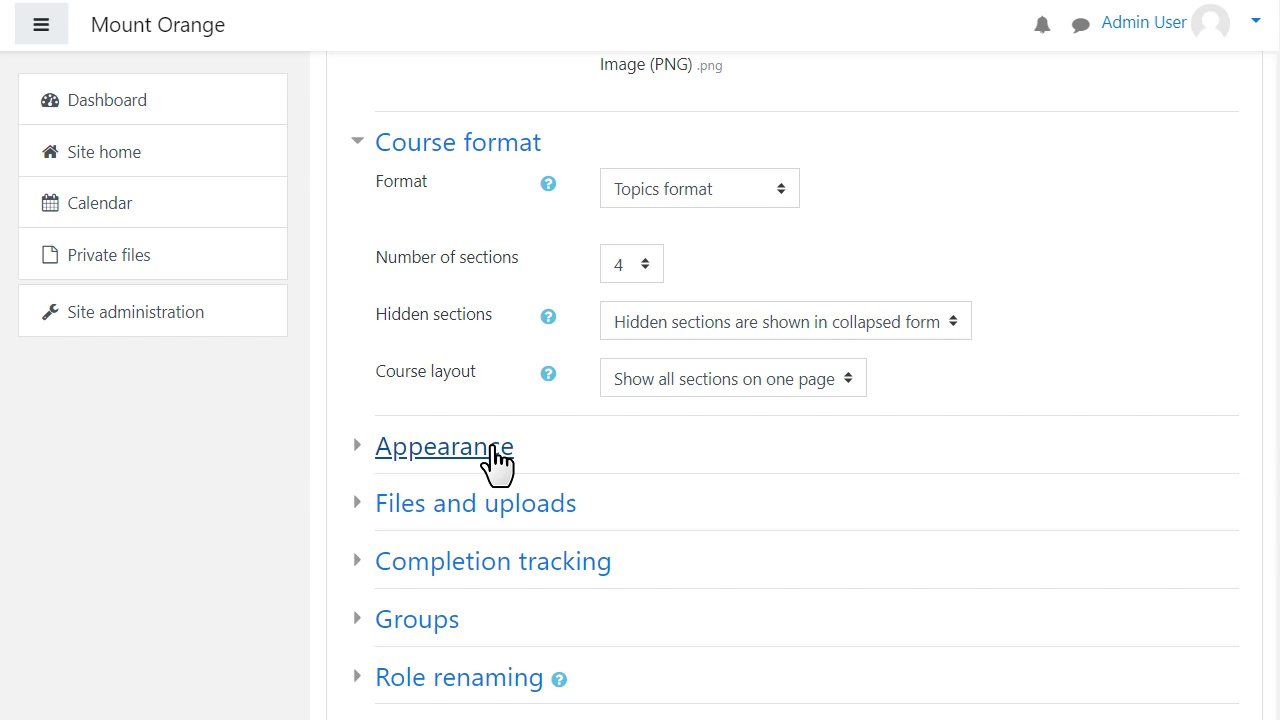 Mount Orange
Admin User
Dashboard
Site home
Calendar
Private files
Site administration
Image (PNG) .png
Course format
Format
Topics format
Number of sections
4
Hidden sections
Hidden sections are shown in collapsed form
Course layout
Show all sections on one page
Appearance
Files and uploads
Completion tracking
Groups
Role renaming